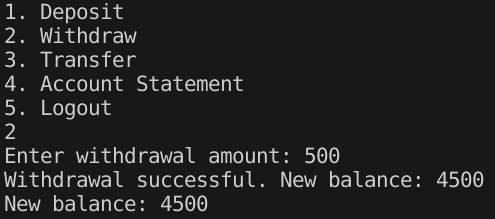 1. Deposit
2. Withdraw
3. Transfer
4. Account Statement
5. Logout
2
Enter withdrawal amount: 500
Withdrawal successful. New balance: 4500
New balance: 4500